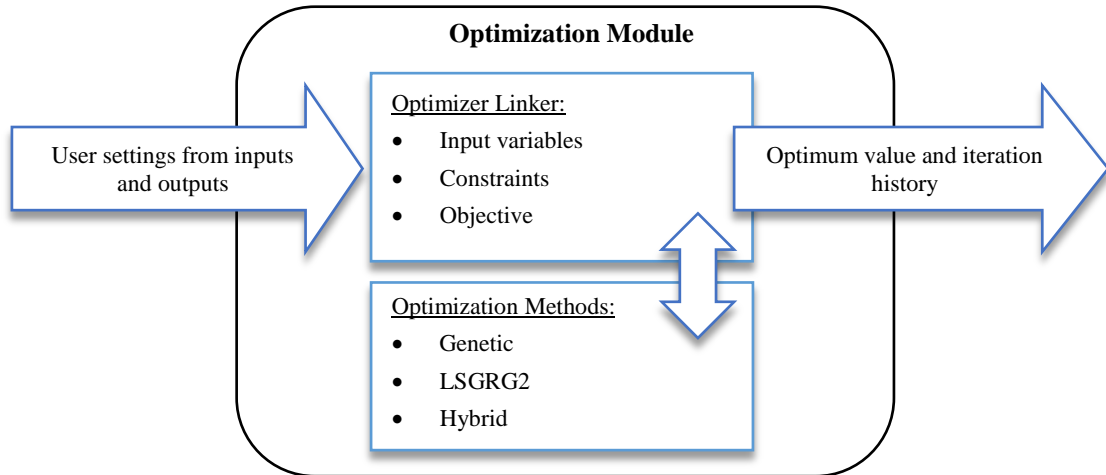 Optimization Module
User settings from inputs
and outputs
Optimizer Linker:
• Input variables
• Constraints
• Objective
Optimization Methods:
• Genetic
• LSGRG2
• Hybrid
Optimum value and iteration
history